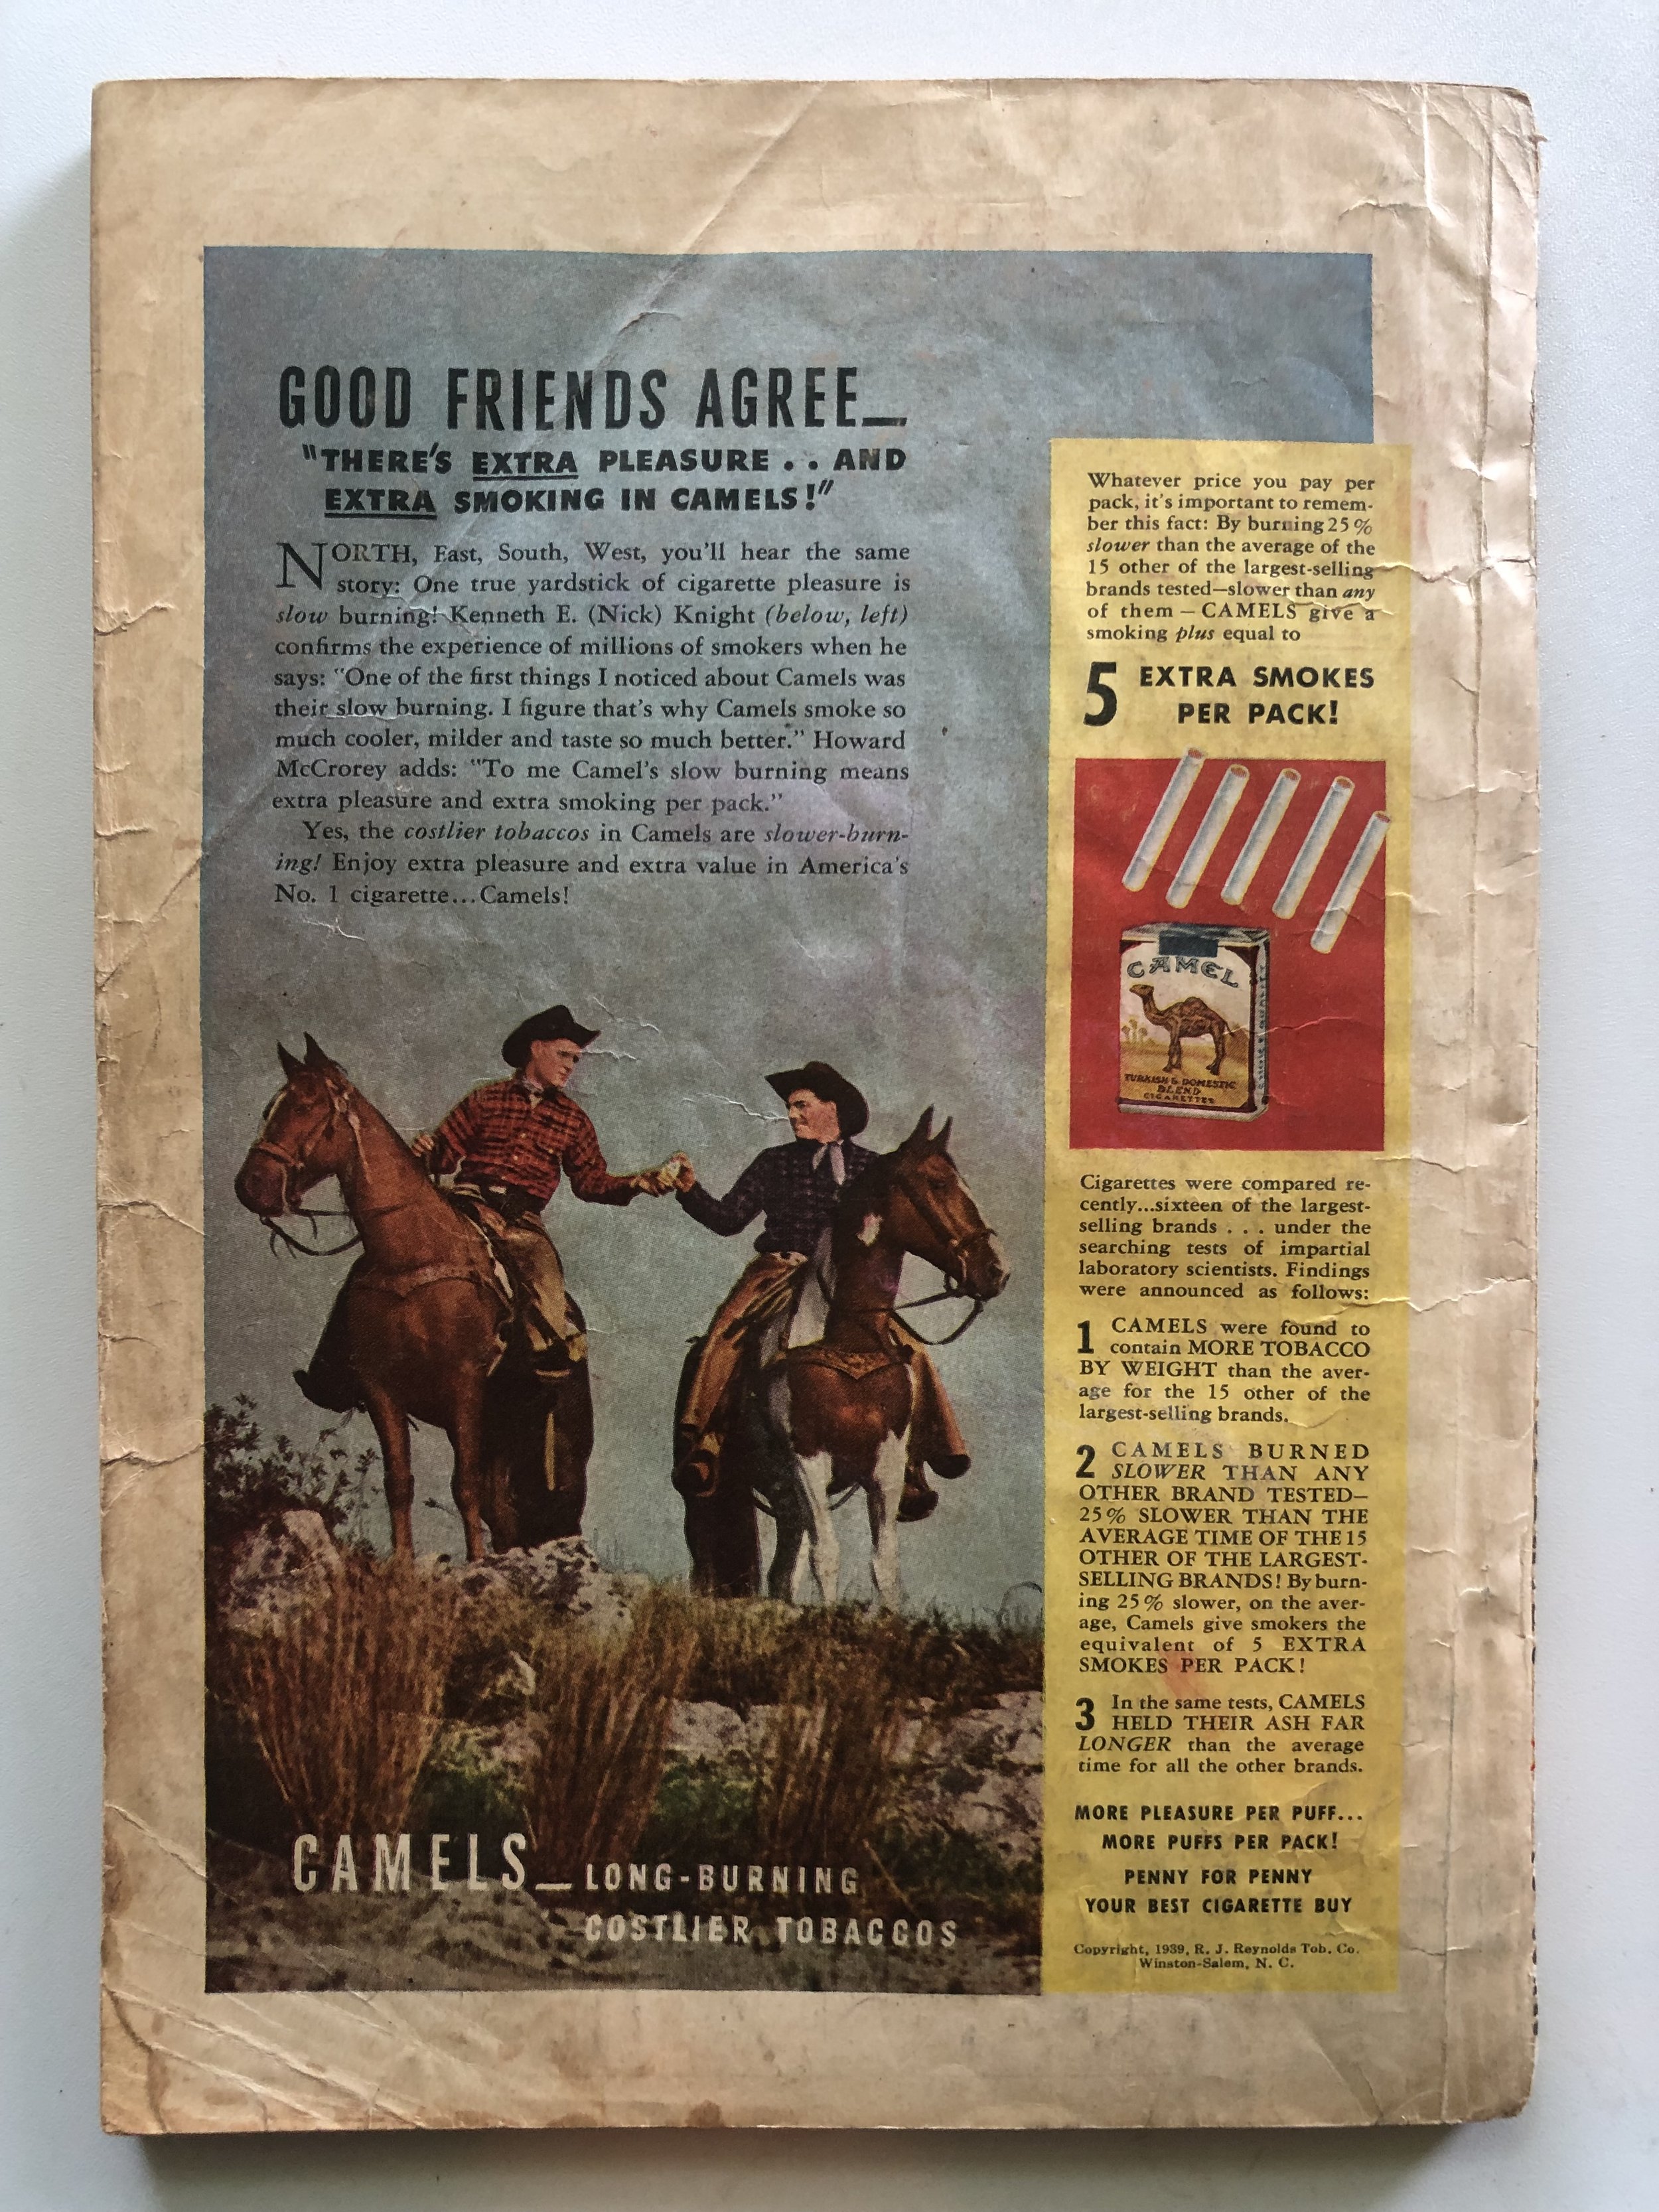 GOOD FRIENDS AGREE—
"THERE'S EXTRA PLEASURE . . AND
EXTRA SMOKING IN CAMELS!"
NORTH, East, South, West, you'll hear the same
story: One true yardstick of cigarette pleasure is
slow burning! Kenneth E. (Nick) Knight (below, left)
confirms the experience of millions of smokers when he
says: "One of the first things I noticed about Camels was
their slow burning. I figure that's why Camels smoke so
much cooler, milder and taste so much better." Howard
McCrorey adds: "To me Camel's slow burning means
extra pleasure and extra smoking per pack."
Yes, the costlier tobaccos in Camels are slower-burn-
ing! Enjoy extra pleasure and extra value in America's
No. 1 cigarette...Camels!
CAMELS—LONG-BURNING
COSTLIER TOBACCOS
Whatever price you pay per
pack, it's important to remem-
ber this fact: By burning 25%
slower than the average of the
15 other of the largest-selling
brands tested—slower than any
of them — CAMELS give a
smoking plus equal to
5 EXTRA SMOKES
PER PACK!
CAMEL
TURKISH & DOMESTIC
BLEND
CIGARETTES
Cigarettes were compared re-
cently...sixteen of the largest-
selling brands . . . under the
searching tests of impartial
laboratory scientists. Findings
were announced as follows:
1 CAMELS were found to
contain MORE TOBACCO
BY WEIGHT than the aver-
age for the 15 other of the
largest-selling brands.
2 CAMELS BURNED
SLOWER THAN ANY
OTHER BRAND TESTED—
25% SLOWER THAN THE
AVERAGE TIME OF THE 15
OTHER OF THE LARGEST-
SELLING BRANDS! By burn-
ing 25% slower, on the aver-
age, Camels give smokers the
equivalent of 5 EXTRA
SMOKES PER PACK!
3 In the same tests, CAMELS
HELD THEIR ASH FAR
LONGER than the average
time for all the other brands.
MORE PLEASURE PER PUFF...
MORE PUFFS PER PACK!
PENNY FOR PENNY
YOUR BEST CIGARETTE BUY
Copyright, 1939, R. J. Reynolds Tob. Co.
Winston-Salem, N. C.